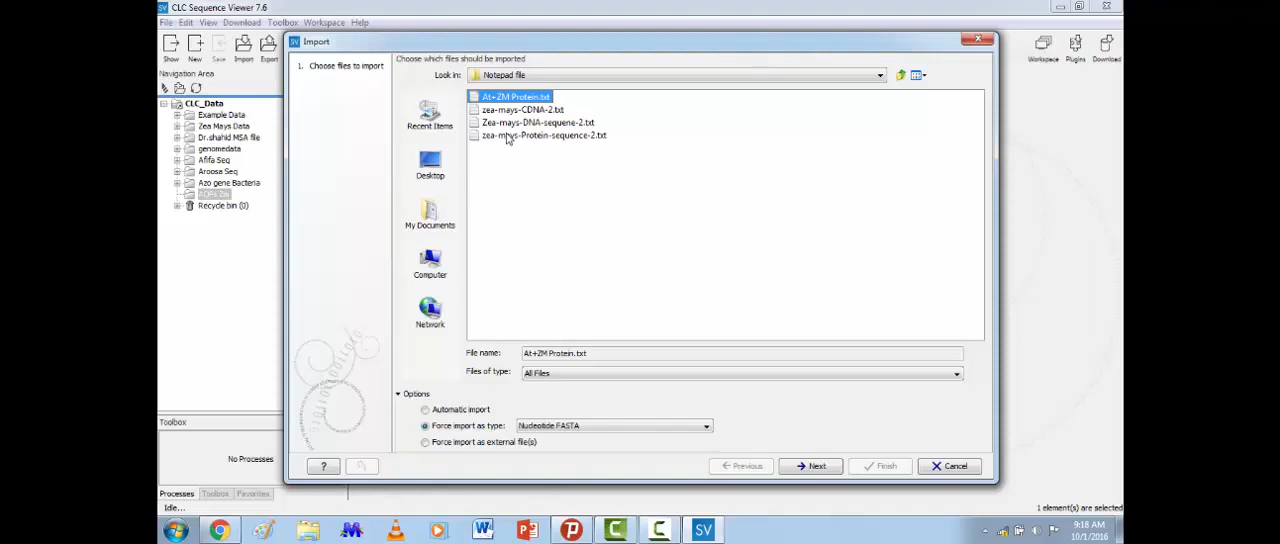 CLC Sequence Viewer 7.6
File Edit View Download Toolbox Workspace Help
Show New Save Import Export
Workspace Plugins Download
Navigation Area
CLC_Data
Example Data
Zea Mays Data
Dr.shahid MSA file
genomedata
Afifa Seq
Aroosa Seq
Azo gene Bacteria
Recycle bin (0)
Toolbox
No Processes
Processes Toolbox Favorites
Idle...
1 element(s) are selected
Import
1. Choose files to import
Choose which files should be imported
Look in: Notepad file
Recent Items
Desktop
My Documents
Computer
Network
At+ZM Protein.txt
zea-mays-CDNA-2.txt
Zea-mays-DNA-sequene-2.txt
zea-mays-Protein-sequence-2.txt
File name: At+ZM Protein.txt
Files of type: All Files
Options
Automatic import
Force import as type: Nucleotide FASTA
Force import as external file(s)
? Previous Next Finish Cancel
SV
9:18 AM
10/1/2016